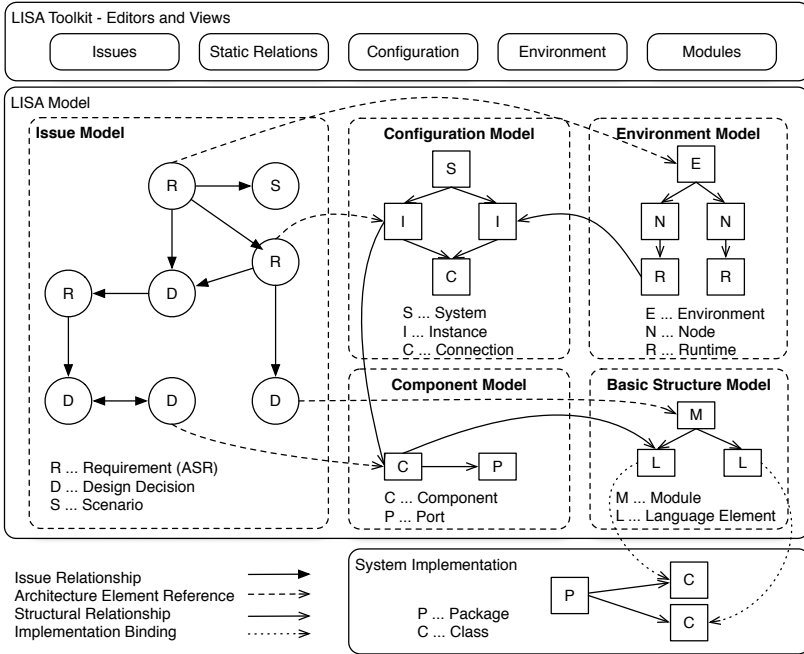 LISA Toolkit - Editors and Views
Issues
Static Relations
Configuration
Environment
Modules
LISA Model
Issue Model
R
S
R
R
D
D
D
D
R ... Requirement (ASR)
D ... Design Decision
S ... Scenario
Configuration Model
S
I
I
C
S ... System
I ... Instance
C ... Connection
Environment Model
E
N
N
R
R
E ... Environment
N ... Node
R ... Runtime
Component Model
C
P
C ... Component
P ... Port
Basic Structure Model
M
L
L
M ... Module
L ... Language Element
Issue Relationship
Architecture Element Reference
Structural Relationship
Implementation Binding
System Implementation
P
C
C
P ... Package
C ... Class